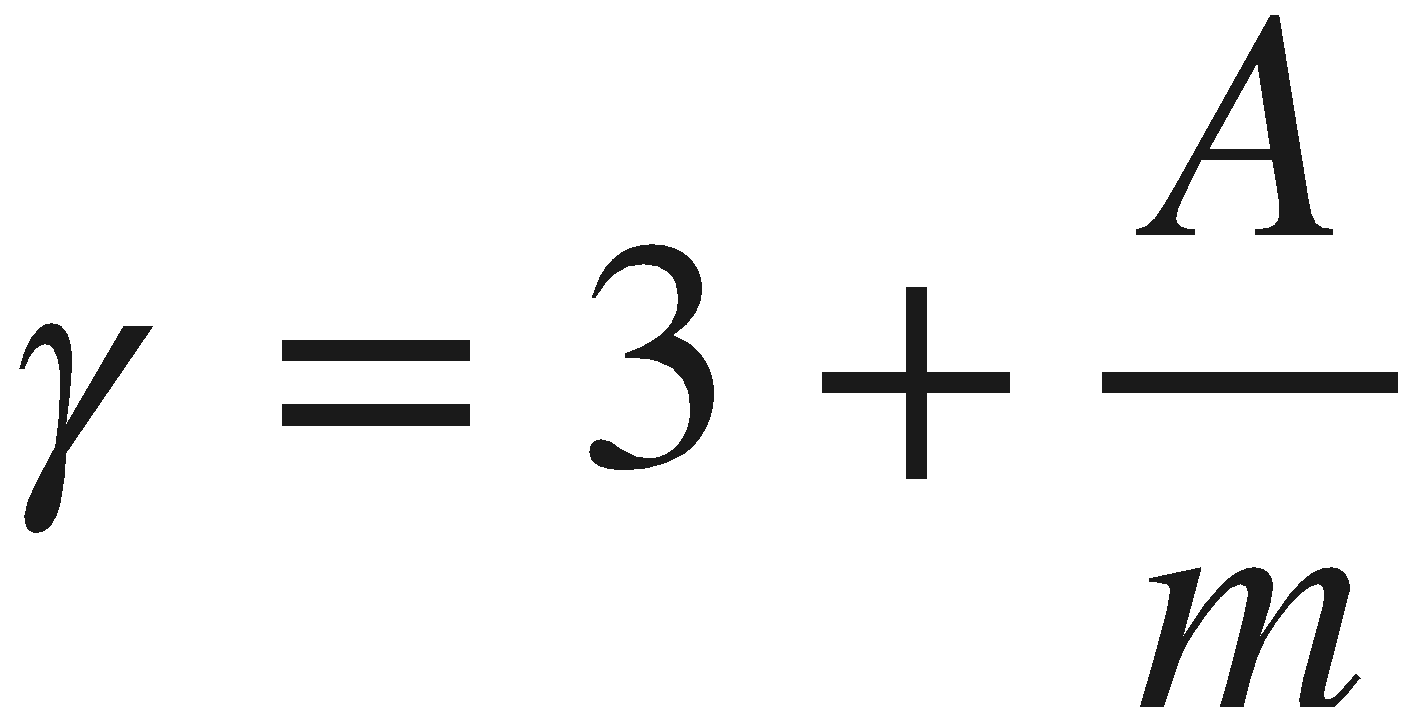 γ = 3 + A/m